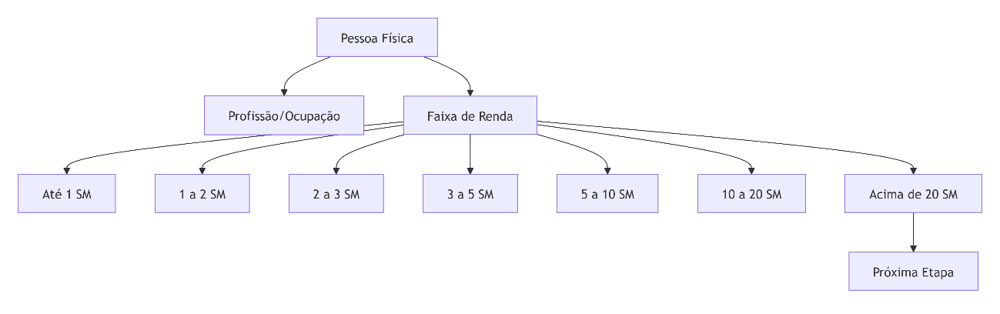 Pessoa Física
Profissão/Ocupação
Faixa de Renda
Até 1 SM
1 a 2 SM
2 a 3 SM
3 a 5 SM
5 a 10 SM
10 a 20 SM
Acima de 20 SM
Próxima Etapa